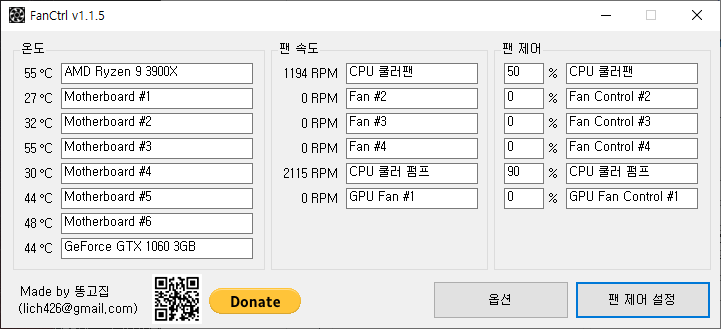 FanCtrl v1.1.5
온도
55 ℃ AMD Ryzen 9 3900X
27 ℃ Motherboard #1
32 ℃ Motherboard #2
55 ℃ Motherboard #3
30 ℃ Motherboard #4
44 ℃ Motherboard #5
48 ℃ Motherboard #6
44 ℃ GeForce GTX 1060 3GB
팬 속도
1194 RPM CPU 쿨러팬
0 RPM Fan #2
0 RPM Fan #3
0 RPM Fan #4
2115 RPM CPU 쿨러 펌프
0 RPM GPU Fan #1
팬 제어
50 % CPU 쿨러팬
0 % Fan Control #2
0 % Fan Control #3
0 % Fan Control #4
90 % CPU 쿨러 펌프
0 % GPU Fan Control #1
Made by 똥고집
(lich426@gmail.com)
Donate
옵션
팬 제어 설정